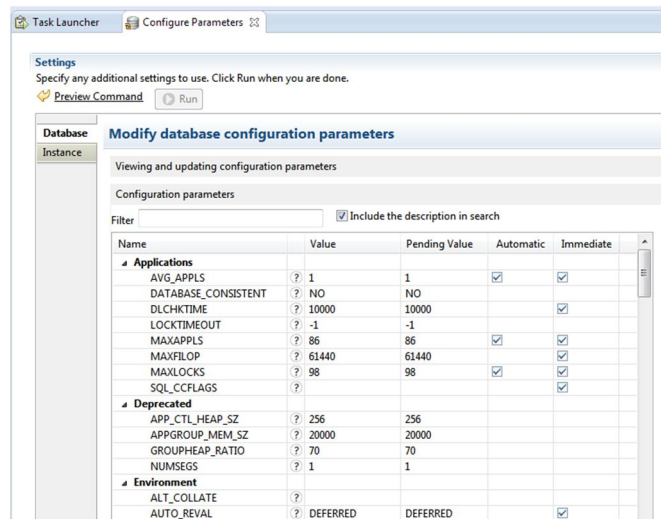 Task Launcher Configure Parameters
Settings
Specify any additional settings to use. Click Run when you are done.
Preview Command Run
Database Modify database configuration parameters
Instance
Viewing and updating configuration parameters
Configuration parameters
Filter Include the description in search
Name Value Pending Value Automatic Immediate
Applications
AVG_APPLS ? 1 1
DATABASE_CONSISTENT ? NO NO
DLCHKTIME ? 10000 10000
LOCKTIMEOUT ? -1 -1
MAXAPPLS ? 86 86
MAXFILOP ? 61440 61440
MAXLOCKS ? 98 98
SQL_CCFLAGS ?
Deprecated
APP_CTL_HEAP_SZ ? 256 256
APPGROUP_MEM_SZ ? 20000 20000
GROUPHEAP_RATIO ? 70 70
NUMSEGS ? 1 1
Environment
ALT_COLLATE ?
AUTO_REVAL ? DEFERRED DEFERRED